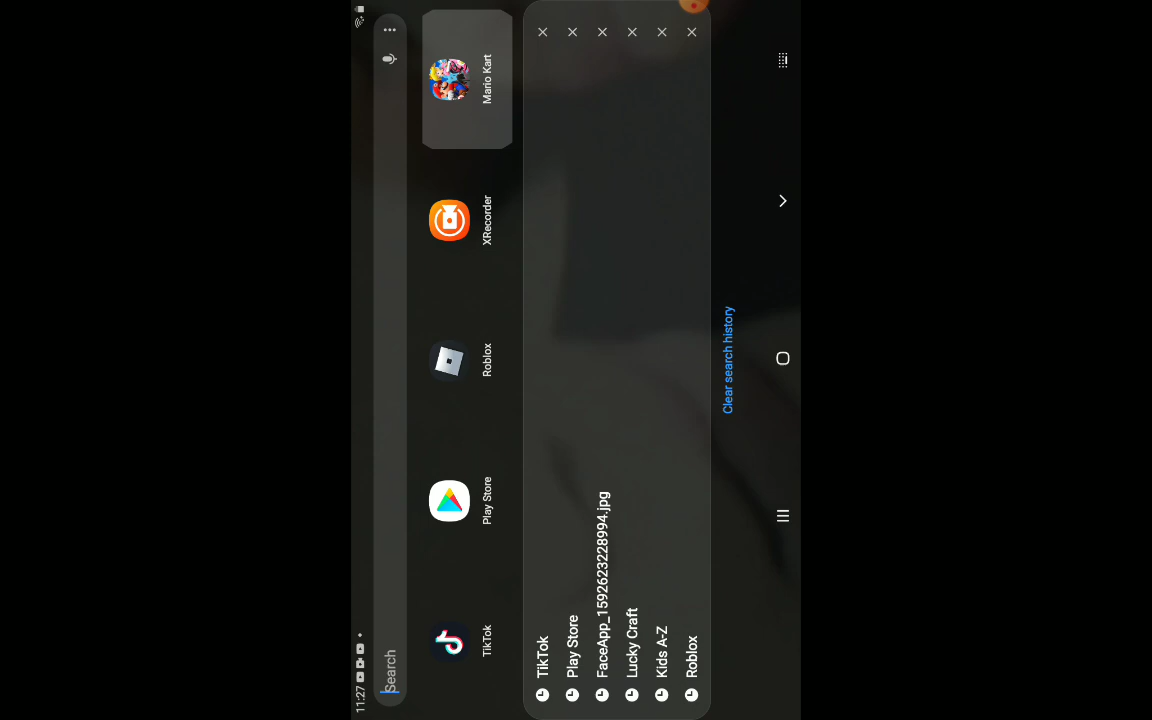 11:27
Search
TikTok
Play Store
Roblox
XRecorder
Mario Kart
TikTok
Play Store
FaceApp_1592623228994.jpg
Lucky Craft
Kids A-Z
Roblox
Clear search history